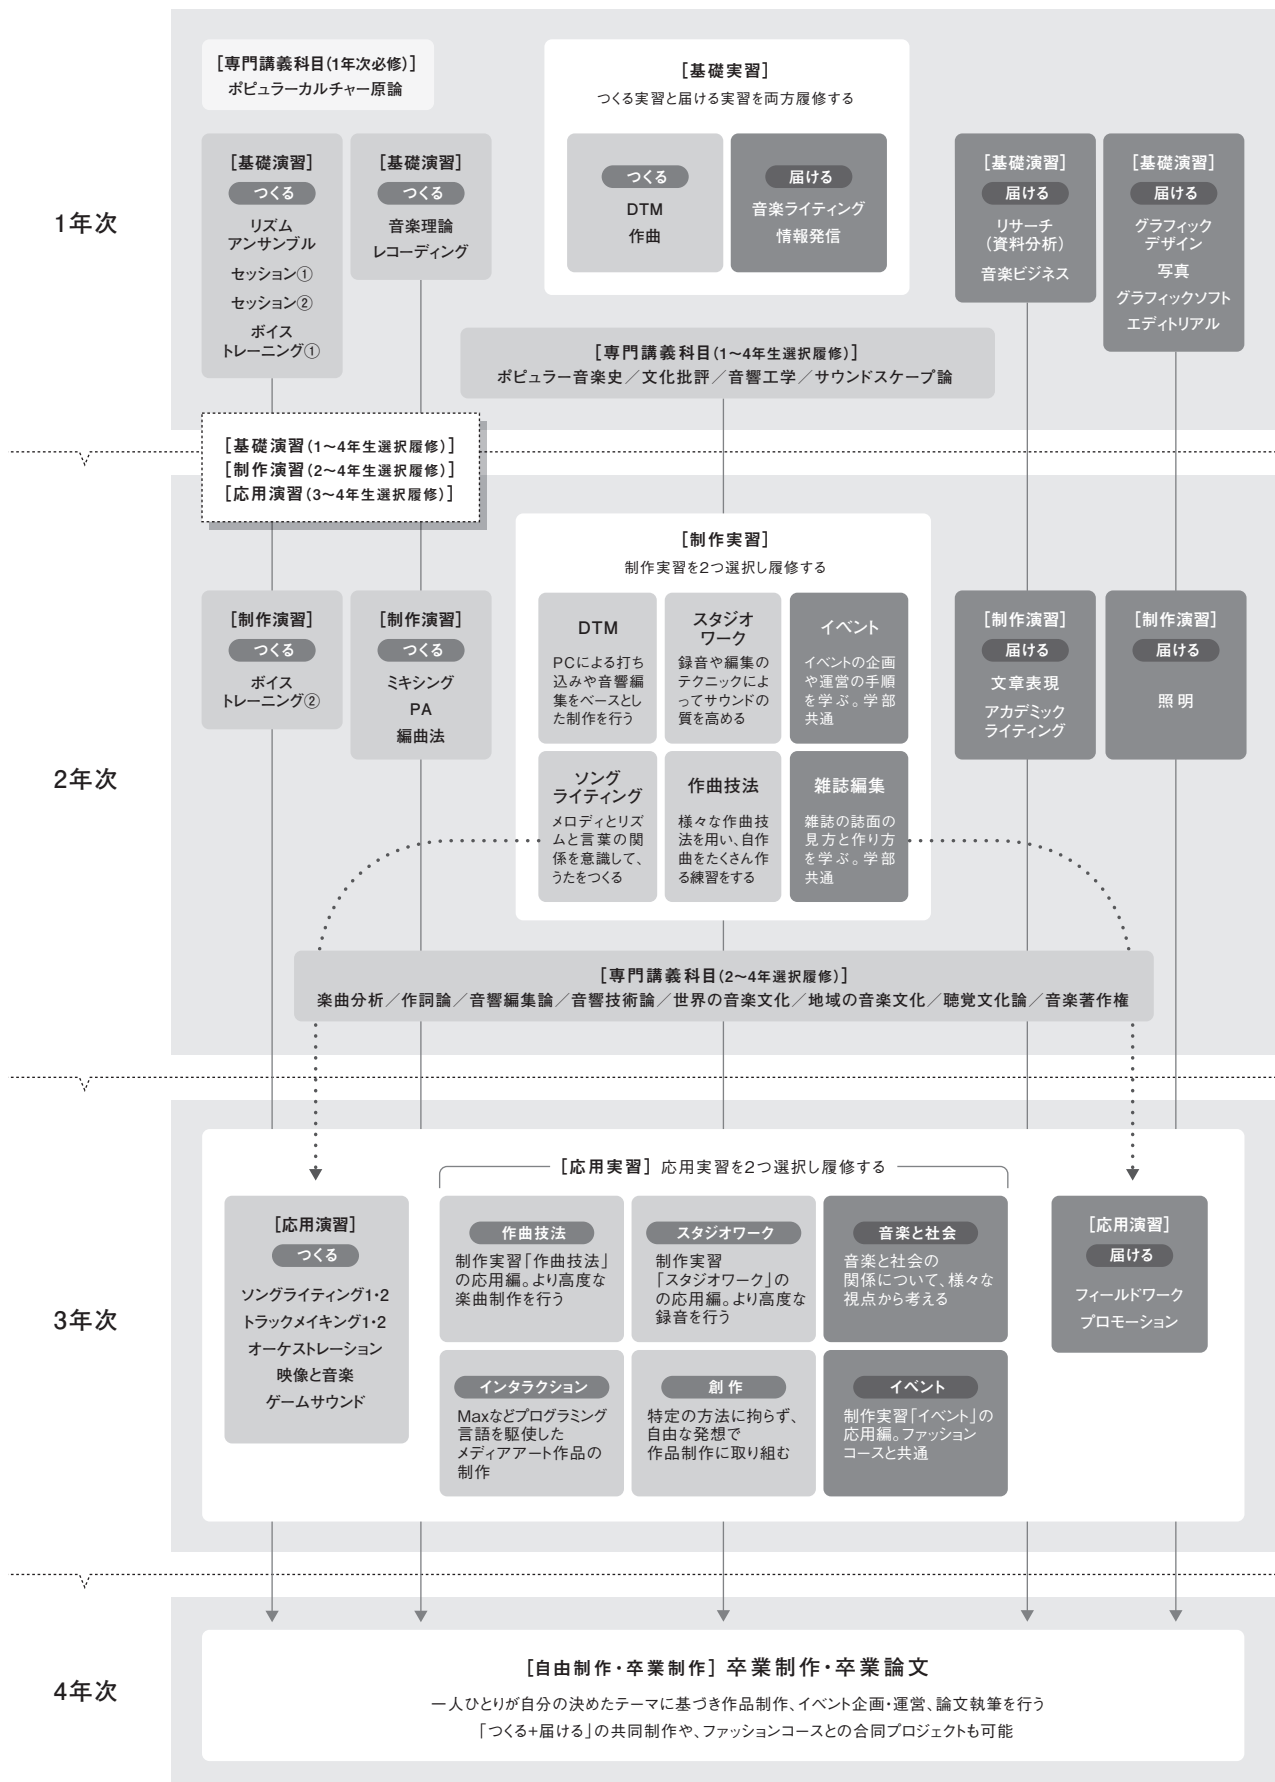 1年次
[専門講義科目(1年次必修)]
ポピュラーカルチャー原論
[基礎演習]
つくる
リズム
アンサンブル
セッション①
セッション②
ボイス
トレーニング①
[基礎演習]
つくる
音楽理論
レコーディング
[基礎実習]
つくる実習と届ける実習を両方履修する
つくる
DTM
作曲
届ける
音楽ライティング
情報発信
[基礎演習]
届ける
リサーチ
(資料分析)
音楽ビジネス
[基礎演習]
届ける
グラフィック
デザイン
写真
グラフィックソフト
エディトリアル
[専門講義科目(1〜4年生選択履修)]
ポピュラー音楽史／文化批評／音響工学／サウンドスケープ論
[基礎演習(1〜4年生選択履修)]
[制作演習(2〜4年生選択履修)]
[応用演習(3〜4年生選択履修)]
2年次
[制作演習]
つくる
ボイス
トレーニング②
[制作演習]
つくる
ミキシング
PA
編曲法
[制作実習]
制作実習を2つ選択し履修する
DTM
PCによる打ち
込みや音響編
集をベースとし
た制作を行う
スタジオ
ワーク
録音や編集の
テクニックによ
ってサウンドの
質を高める
イベント
イベントの企画
や運営の手順
を学ぶ。学部
共通
ソング
ライティング
メロディとリズ
ムと言葉の関
係を意識して、
うたをつくる
作曲技法
様々な作曲技
法を用い、自作
曲をたくさん作
る練習をする
雑誌編集
雑誌の誌面の
見方と作り方
を学ぶ。学部
共通
[制作演習]
届ける
文章表現
アカデミック
ライティング
[制作演習]
届ける
照明
[専門講義科目(2〜4年選択履修)]
楽曲分析／作詞論／音響編集論／音響技術論／世界の音楽文化／地域の音楽文化／聴覚文化論／音楽著作権
3年次
[応用演習]
つくる
ソングライティング1・2
トラックメイキング1・2
オーケストレーション
映像と音楽
ゲームサウンド
[応用実習] 応用実習を2つ選択し履修する
作曲技法
制作実習「作曲技法」
の応用編。より高度な
楽曲制作を行う
スタジオワーク
制作実習
「スタジオワーク」の
応用編。より高度な
録音を行う
音楽と社会
音楽と社会の
関係について、様々な
視点から考える
インタラクション
Maxなどプログラミング
言語を駆使した
メディアアート作品の
制作
創作
特定の方法に拘らず、
自由な発想で
作品制作に取り組む
イベント
制作実習「イベント」の
応用編。ファッション
コースと共通
[応用演習]
届ける
フィールドワーク
プロモーション
4年次
[自由制作・卒業制作] 卒業制作・卒業論文
一人ひとりが自分の決めたテーマに基づき作品制作、イベント企画・運営、論文執筆を行う
「つくる+届ける」の共同制作や、ファッションコースとの合同プロジェクトも可能